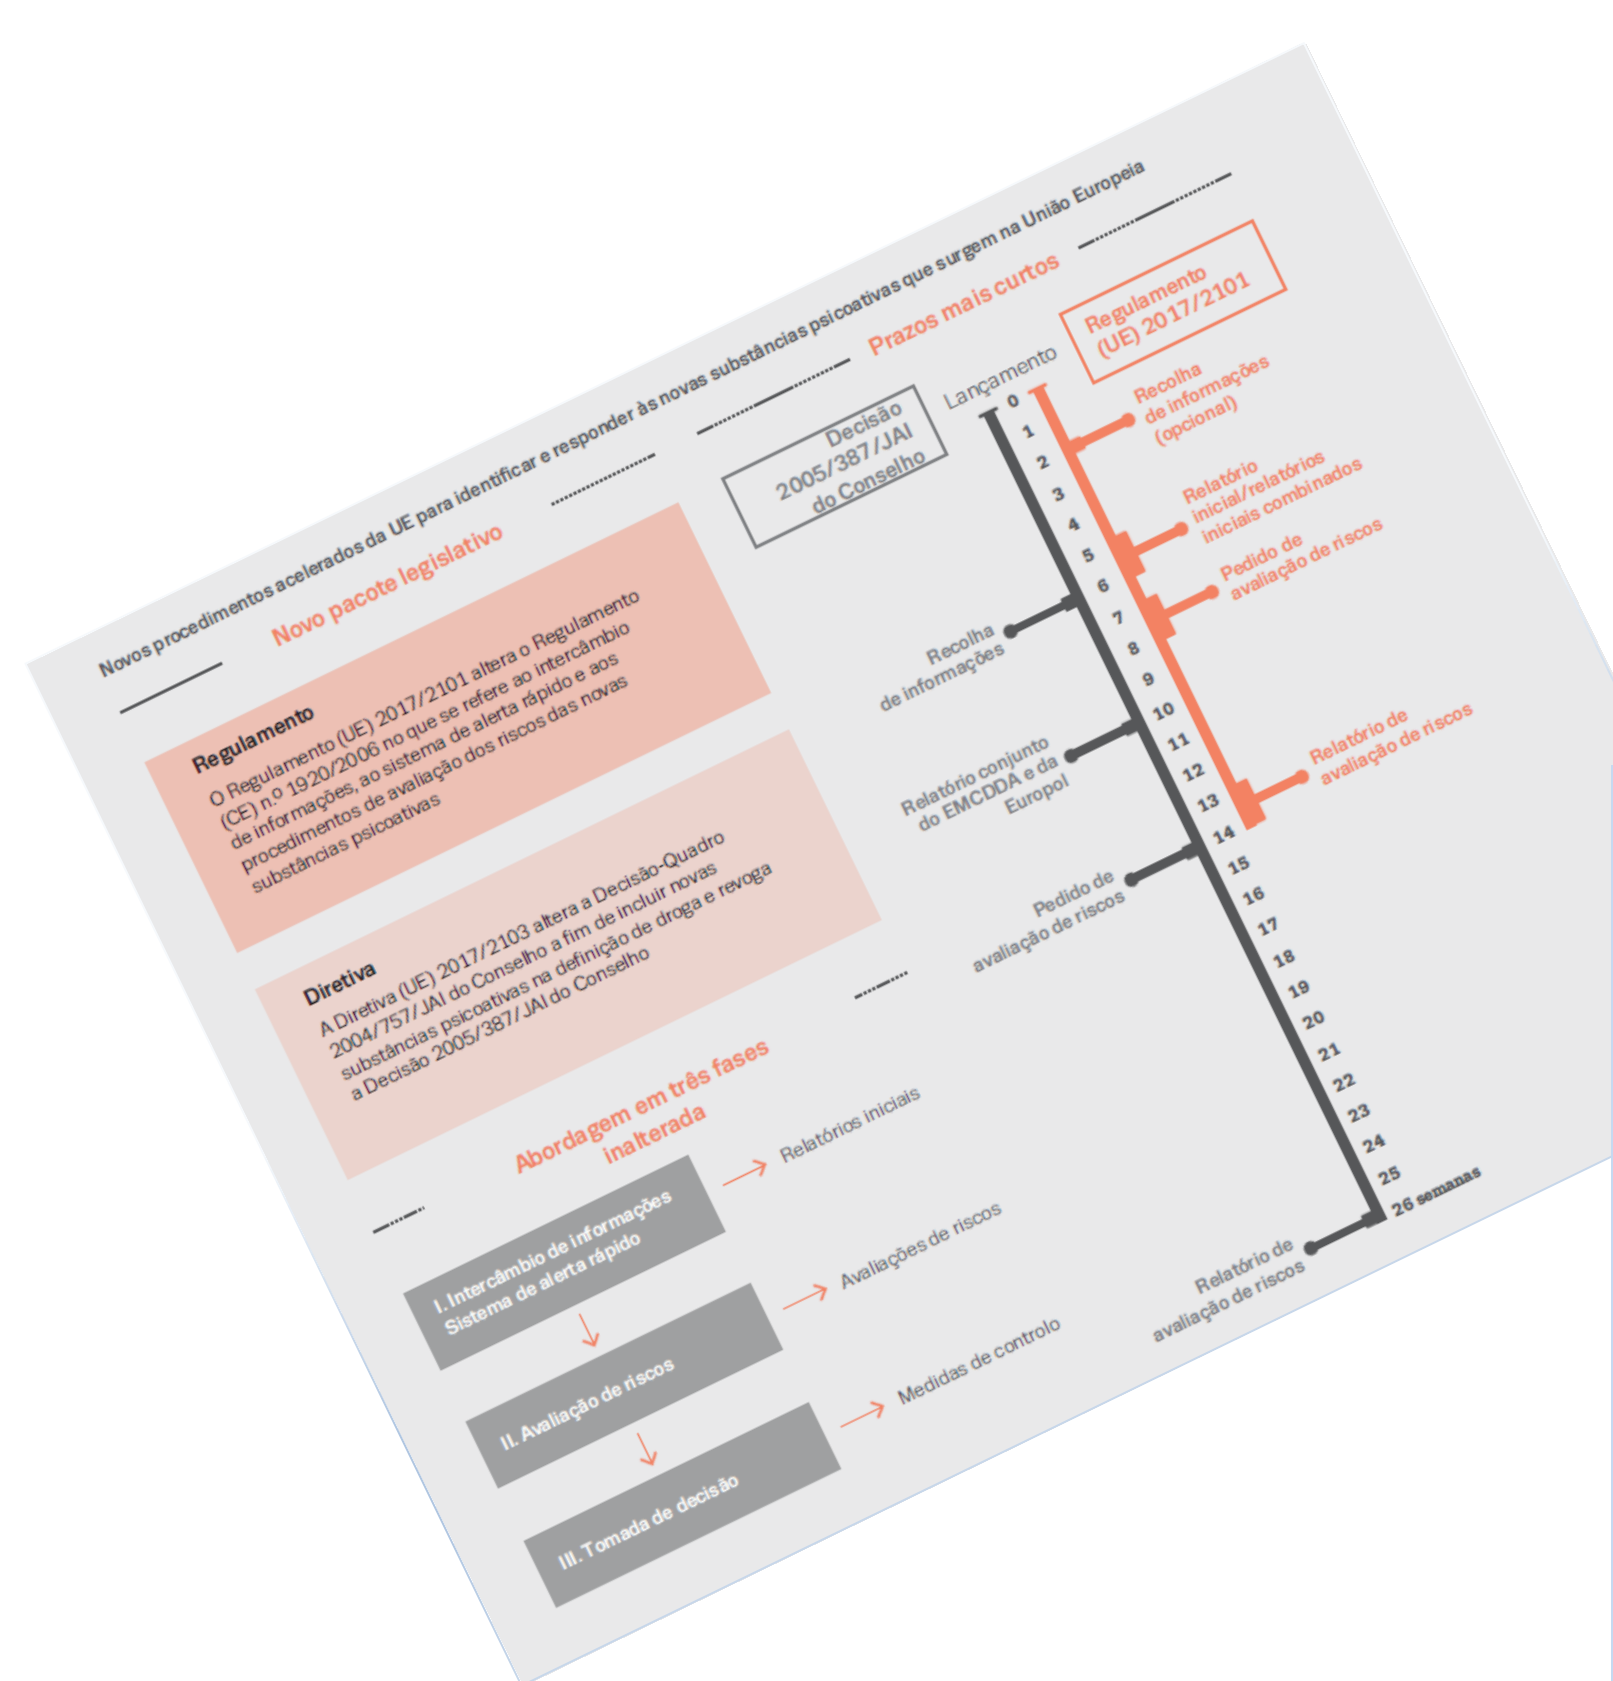 Novos procedimentos acelerados da UE para identificar e responder às novas substâncias psicoativas que surgem na União Europeia
Novo pacote legislativo
Regulamento
O Regulamento (UE) 2017/2101 altera o Regulamento
(CE) n.º 1920/2006 no que se refere ao intercâmbio
de informações, ao sistema de alerta rápido e aos
procedimentos de avaliação dos riscos das novas
substâncias psicoativas
Diretiva
A Diretiva (UE) 2017/2103 altera a Decisão-Quadro
2004/757/JAI do Conselho a fim de incluir novas
substâncias psicoativas na definição de droga e revoga
a Decisão 2005/387/JAI do Conselho
Abordagem em três fases
inalterada
I. Intercâmbio de informações
Sistema de alerta rápido
Relatórios iniciais
II. Avaliação de riscos
Avaliações de riscos
III. Tomada de decisão
Medidas de controlo
Prazos mais curtos
Decisão
2005/387/JAI
do Conselho
Lançamento
Regulamento
(UE) 2017/2101
0
1
2
3
4
5
6
7
8
9
10
11
12
13
14
15
16
17
18
19
20
21
22
23
24
25
26 semanas
Recolha
de informações
Relatório conjunto
do EMCDDA e da
Europol
Pedido de
avaliação de riscos
Relatório de
avaliação de riscos
Recolha
de informações
(opcional)
Relatório
inicial/relatórios
iniciais combinados
Pedido de
avaliação de riscos
Relatório de
avaliação de riscos